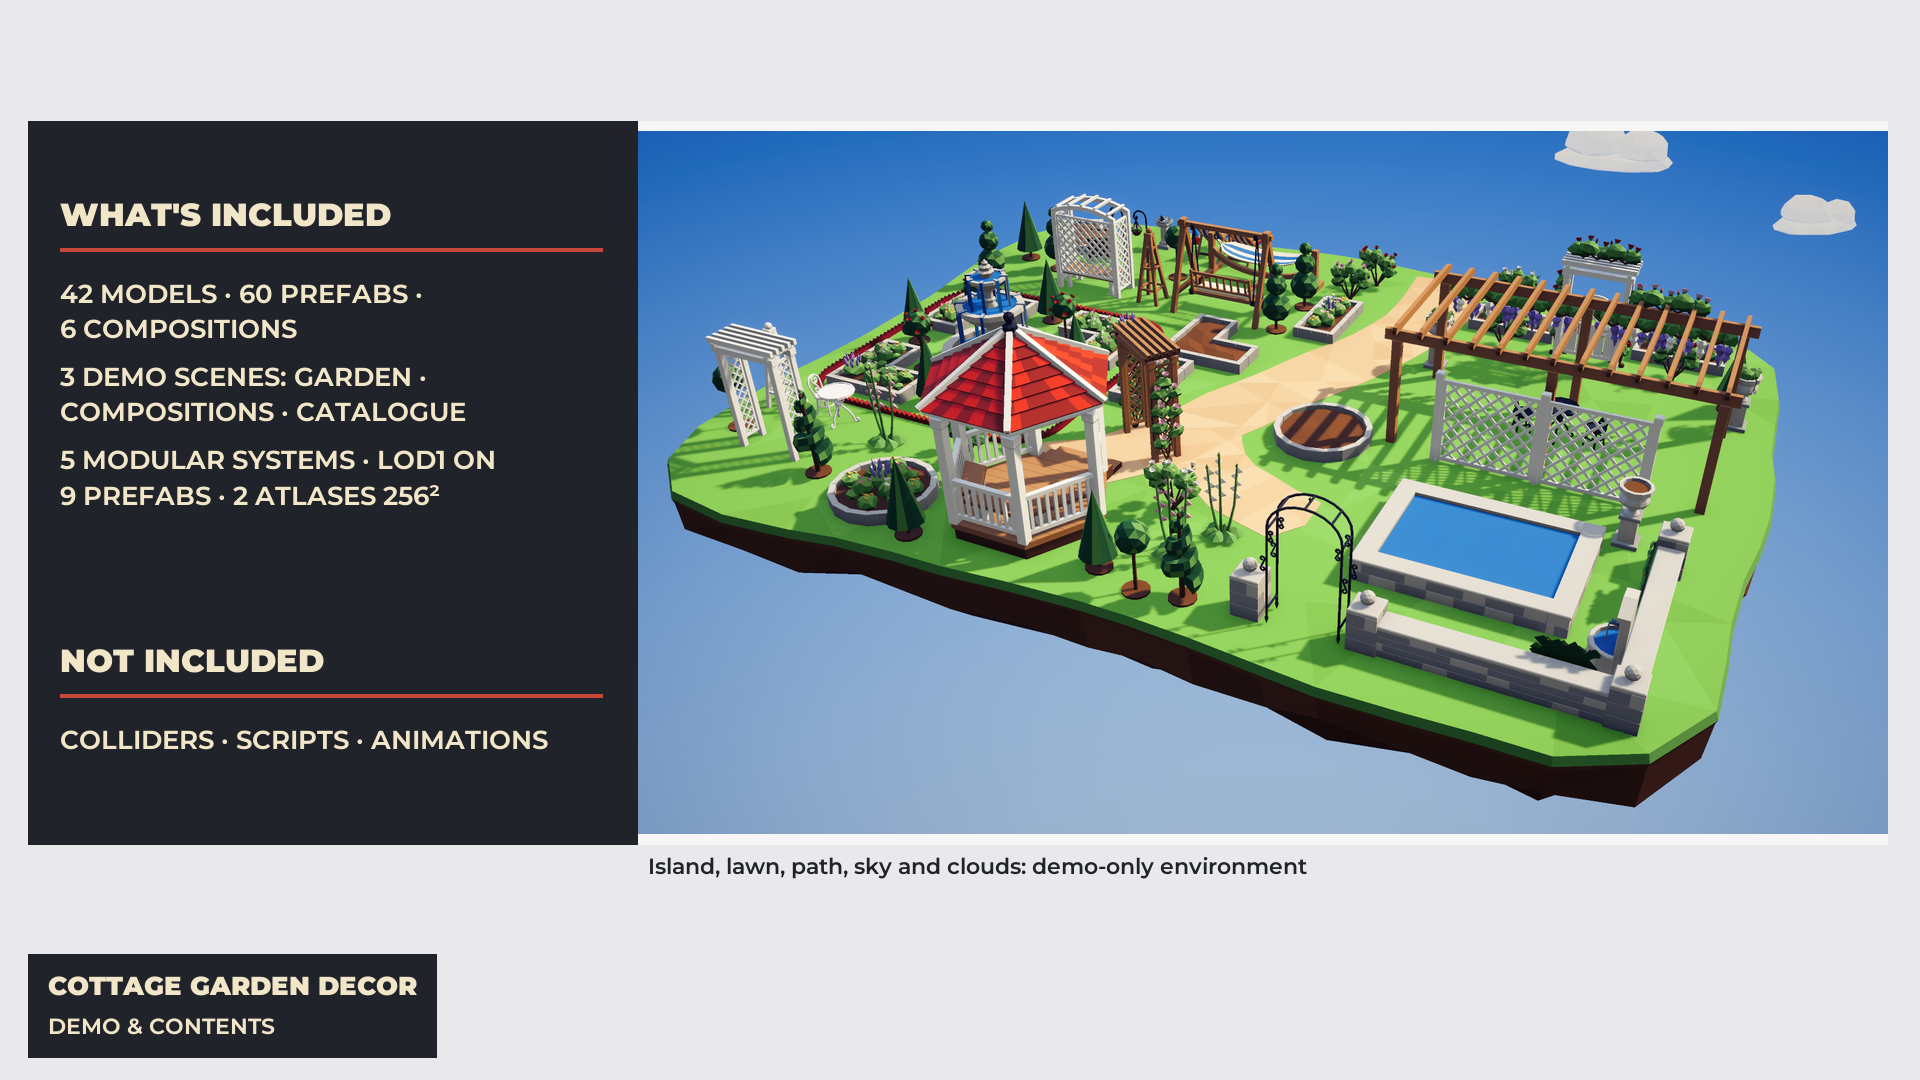 WHAT'S INCLUDED
42 MODELS · 60 PREFABS ·
6 COMPOSITIONS
3 DEMO SCENES: GARDEN ·
COMPOSITIONS · CATALOGUE
5 MODULAR SYSTEMS · LOD1 ON
9 PREFABS · 2 ATLASES 256²
NOT INCLUDED
COLLIDERS · SCRIPTS · ANIMATIONS
Island, lawn, path, sky and clouds: demo-only environment
COTTAGE GARDEN DECOR
DEMO & CONTENTS